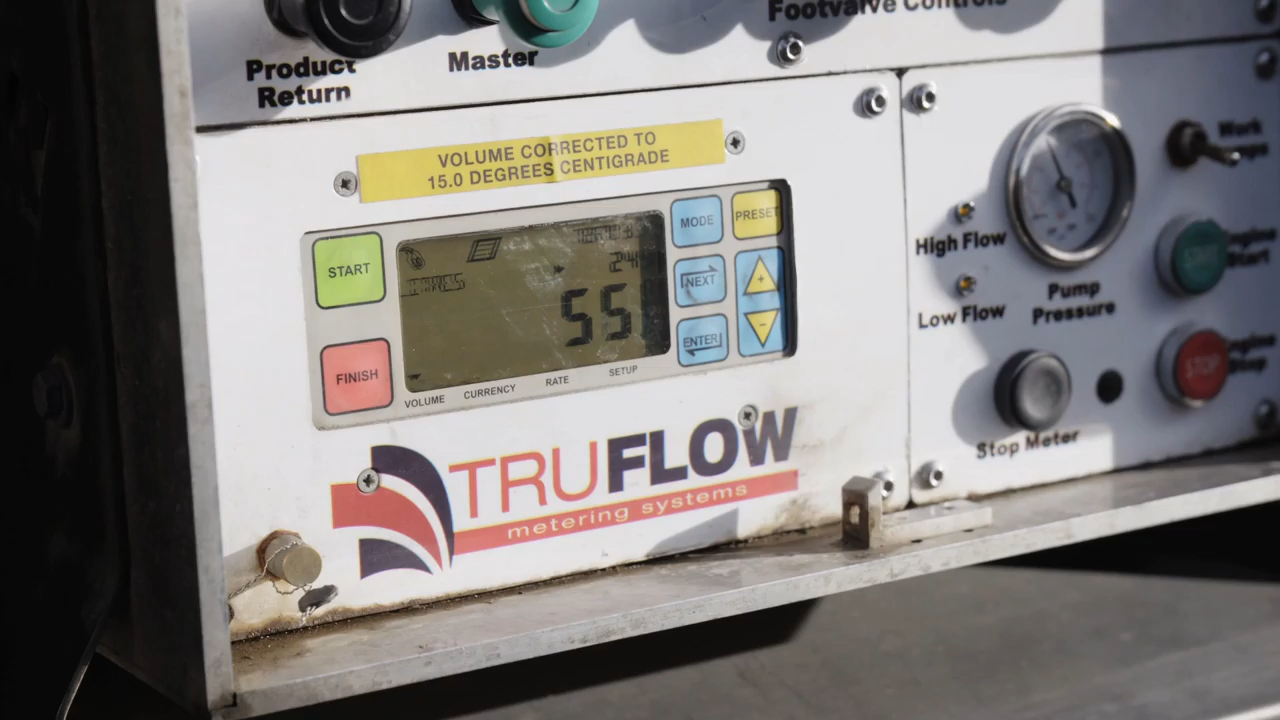 Footvalve Controls
Product
Return
Master
VOLUME CORRECTED TO
15.0 DEGREES CENTIGRADE
START
FINISH
MODE
PRESET
NEXT
ENTER
+
−
55
VOLUME
CURRENCY
RATE
SETUP
TRUFLOW
metering systems
Work
High Flow
Low Flow
Pump
Pressure
Engine
Start
STOP
Engine
Stop
Stop Meter